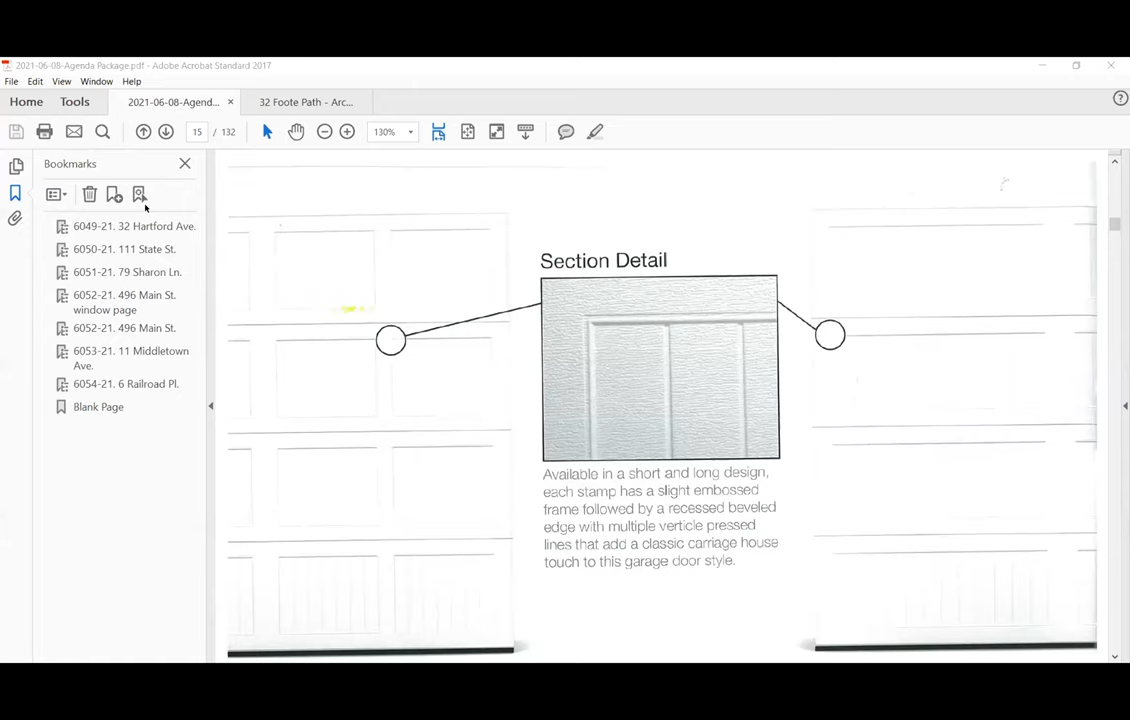 2021-06-08-Agenda Package.pdf - Adobe Acrobat Standard 2017
File Edit View Window Help
Home Tools 2021-06-08-Agend... × 32 Foote Path - Arc...
15 / 132 130%
Bookmarks
6049-21. 32 Hartford Ave.
6050-21. 111 State St.
6051-21. 79 Sharon Ln.
6052-21. 496 Main St.
window page
6052-21. 496 Main St.
6053-21. 11 Middletown
Ave.
6054-21. 6 Railroad Pl.
Blank Page
Section Detail
Available in a short and long design,
each stamp has a slight embossed
frame followed by a recessed beveled
edge with multiple verticle pressed
lines that add a classic carriage house
touch to this garage door style.